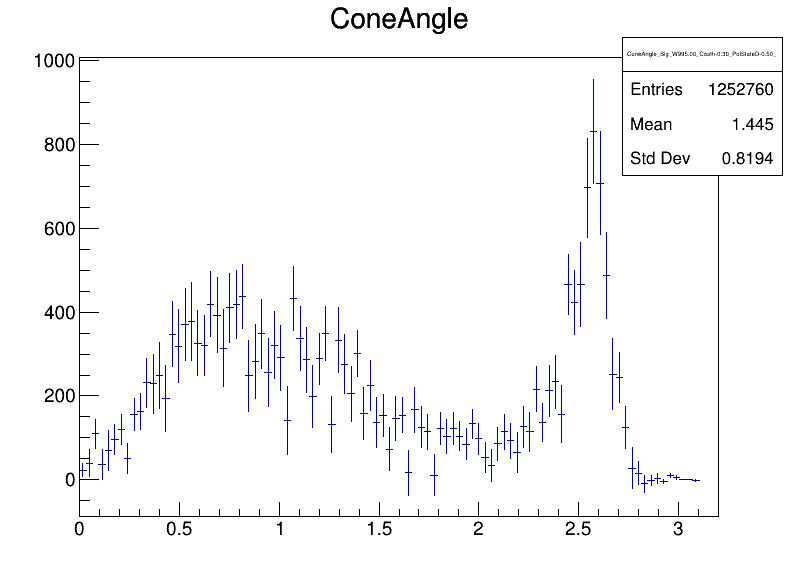 ConeAngle
ConeAngle_Sig_W995.00_Costh-0.30_PolStateD-0.50_
Entries 1252760
Mean 1.445
Std Dev 0.8194
1000
800
600
400
200
0
0 0.5 1 1.5 2 2.5 3